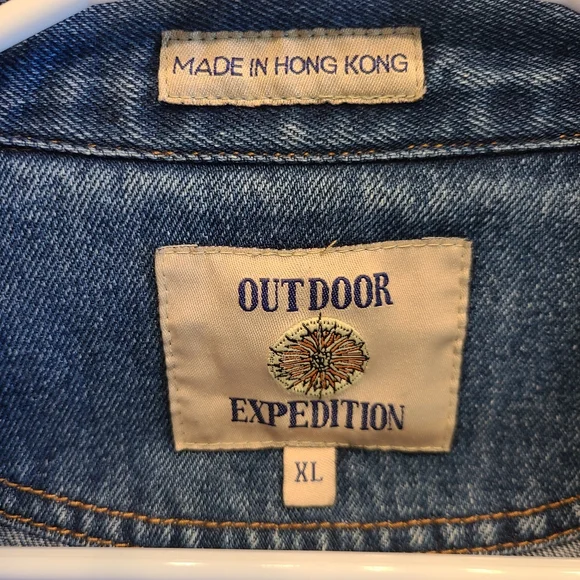 MADE IN HONG KONG
OUTDOOR
EXPEDITION
XL